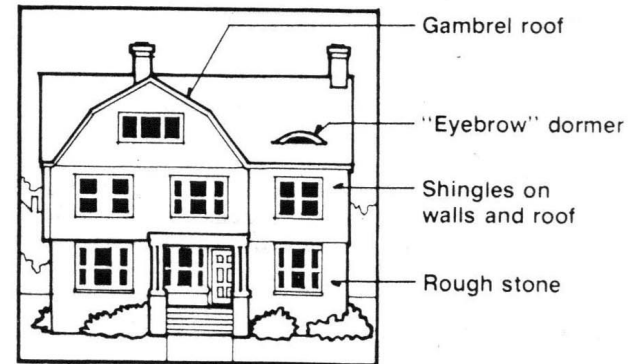 Gambrel roof
"Eyebrow" dormer
Shingles on
walls and roof
Rough stone